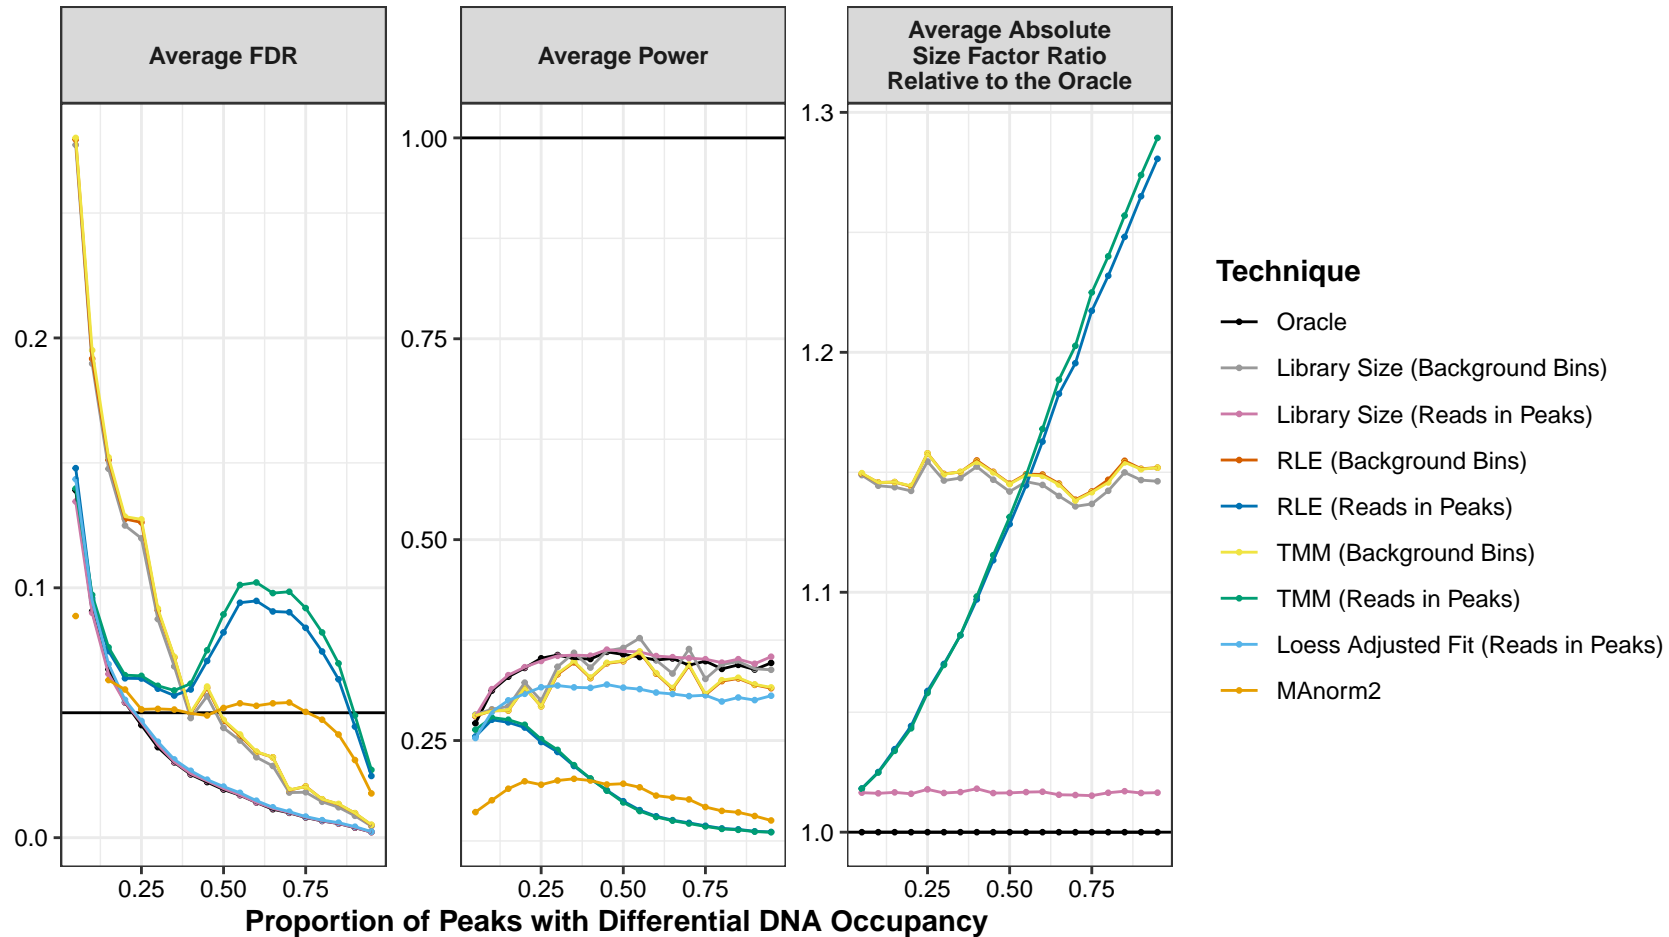 Average FDR
Average Power
Average Absolute
Size Factor Ratio
Relative to the Oracle
0.2
0.1
0.0
0.25
0.50
0.75
1.00
0.75
0.50
0.25
0.25
0.50
0.75
1.3
1.2
1.1
1.0
0.25
0.50
0.75
Proportion of Peaks with Differential DNA Occupancy
Technique
Oracle
Library Size (Background Bins)
Library Size (Reads in Peaks)
RLE (Background Bins)
RLE (Reads in Peaks)
TMM (Background Bins)
TMM (Reads in Peaks)
Loess Adjusted Fit (Reads in Peaks)
MAnorm2